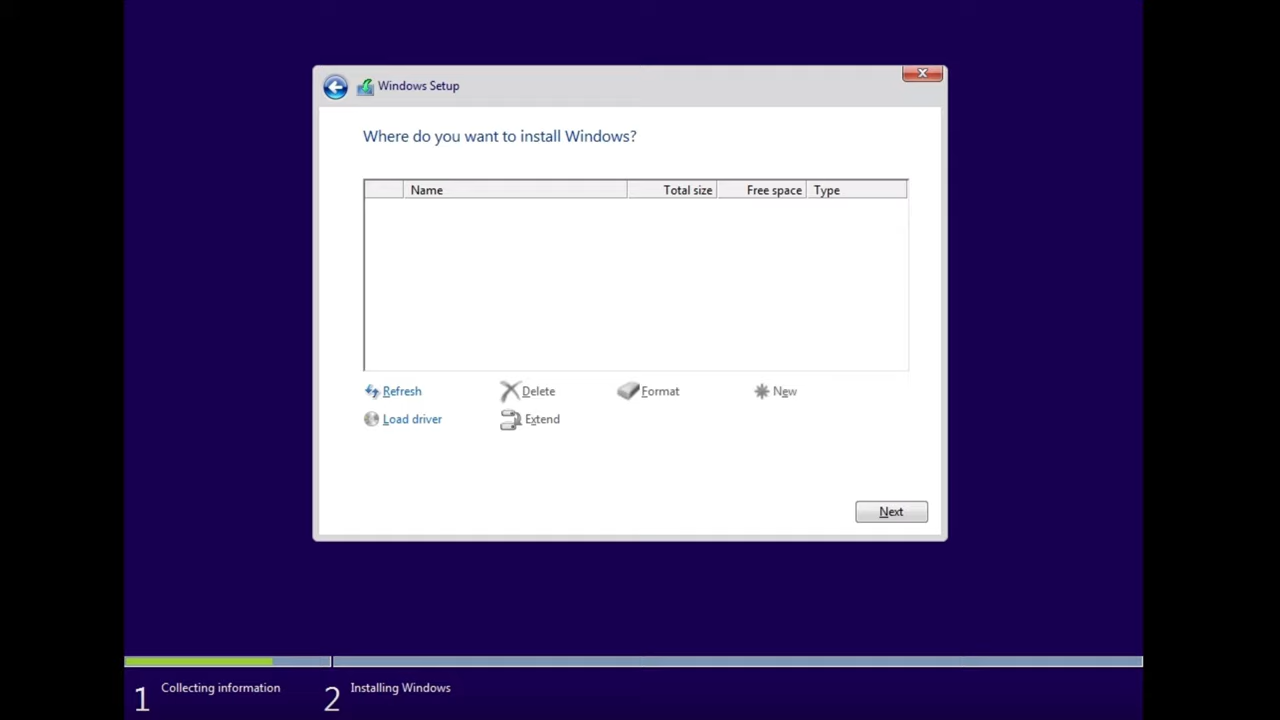 Windows Setup
Where do you want to install Windows?
Name Total size Free space Type
Refresh Delete Format New
Load driver Extend
Next
1 Collecting information 2 Installing Windows